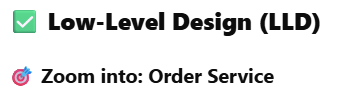 ✅ Low-Level Design (LLD)
🎯 Zoom into: Order Service